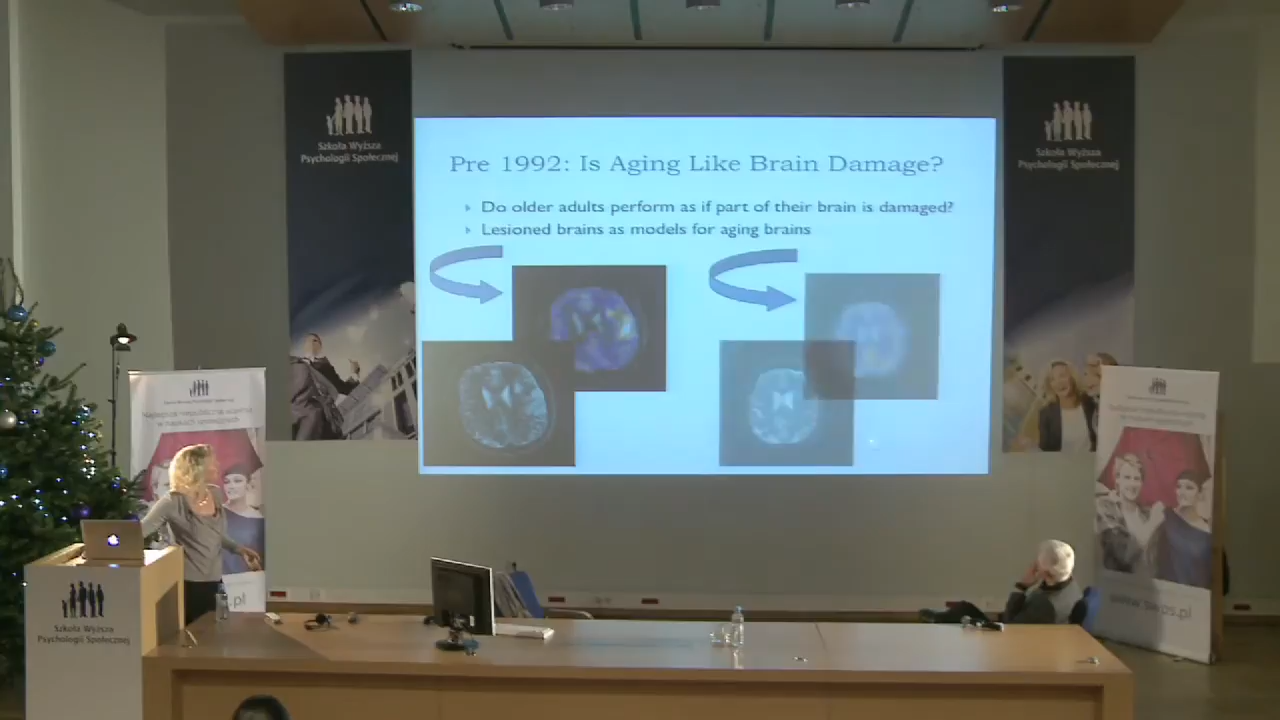 Szkoła Wyższa
Psychologii Społecznej
Szkoła Wyższa
Psychologii Społecznej
Pre 1992: Is Aging Like Brain Damage?
Do older adults perform as if part of their brain is damaged?
Lesioned brains as models for aging brains
Szkoła Wyższa
Psychologii Społecznej
.pl
www.swps.pl